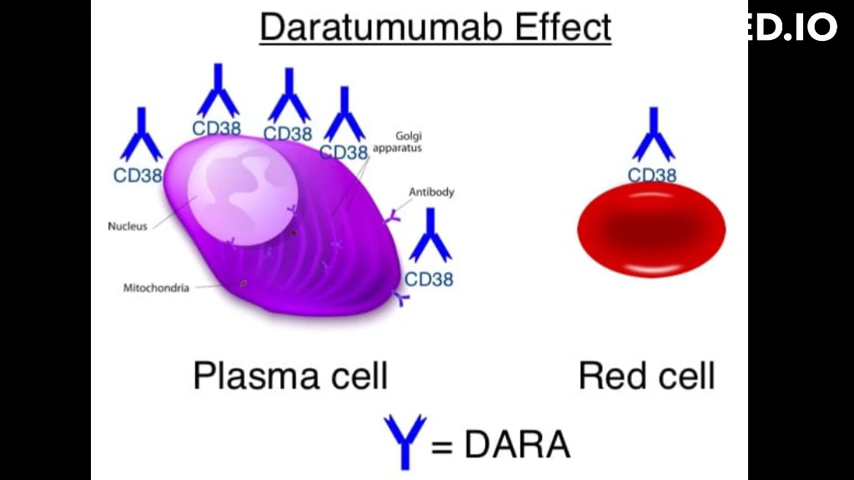 Daratumumab Effect
ED.IO
CD38
CD38
CD38
CD38
Golgi
apparatus
CD38
Antibody
Nucleus
CD38
Mitochondria
Plasma cell
Red cell
= DARA